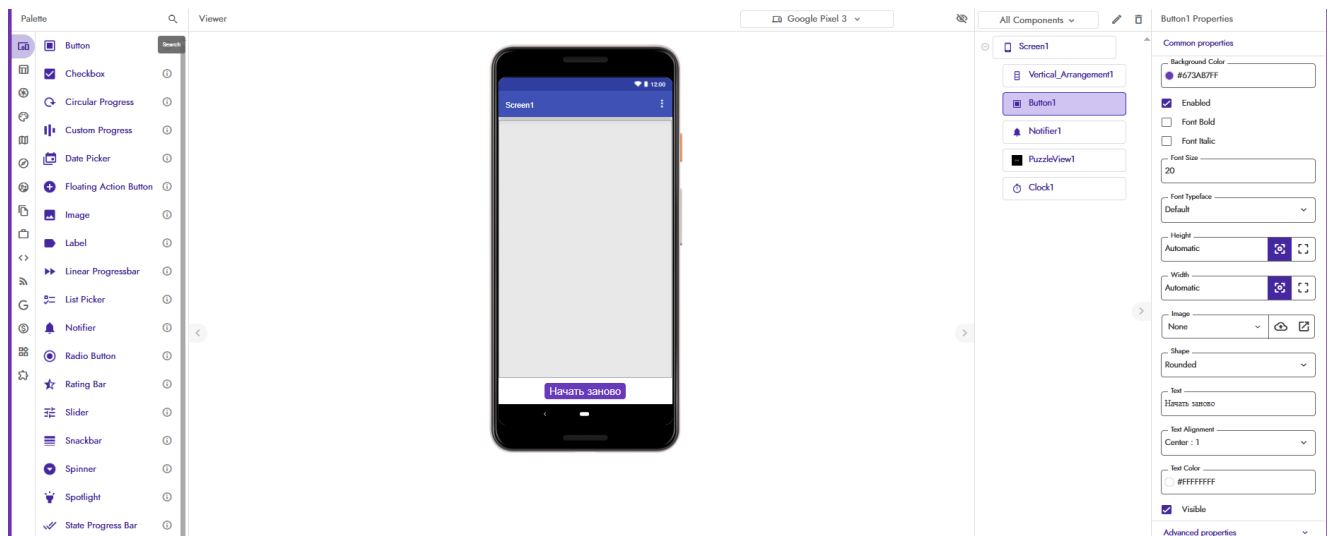 Palette
Viewer
Google Pixel 3
All Components
Button1 Properties
Button
Search
Checkbox
Circular Progress
Custom Progress
Date Picker
Floating Action Button
Image
Label
Linear Progressbar
List Picker
Notifier
Radio Button
Rating Bar
Slider
Snackbar
Spinner
Spotlight
State Progress Bar
12:00
Screen1
Начать заново
Screen1
Vertical_Arrangement1
Button1
Notifier1
PuzzleView1
Clock1
Common properties
Background Color
#673AB7FF
Enabled
Font Bold
Font Italic
Font Size
20
Font Typeface
Default
Height
Automatic
Width
Automatic
Image
None
Shape
Rounded
Text
Начать заново
Text Alignment
Center : 1
Text Color
#FFFFFFFF
Visible
Advanced properties